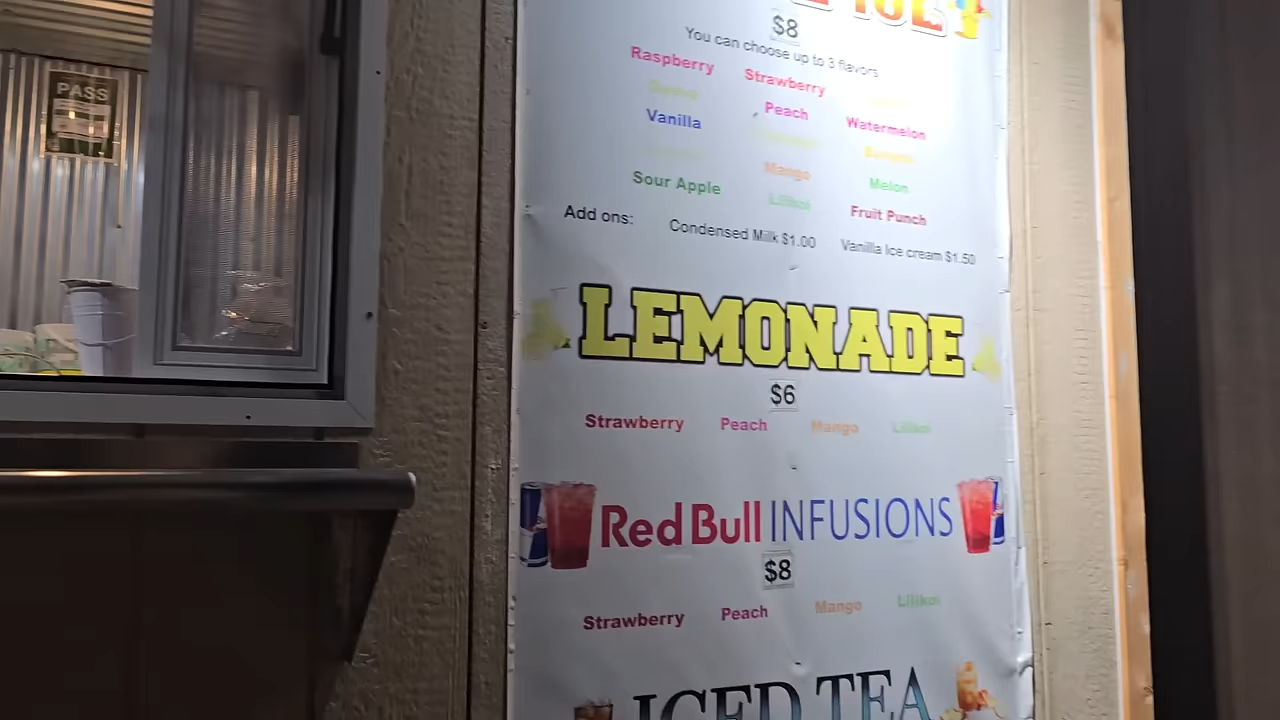 PASS
ICE
$8
You can choose up to 3 flavors
Raspberry Strawberry
Peach
Vanilla Watermelon
Mango
Sour Apple Melon
Lilikoi
Fruit Punch
Add ons: Condensed Milk $1.00 Vanilla Ice cream $1.50
LEMONADE
$6
Strawberry Peach Mango Lilikoi
Red Bull INFUSIONS
$8
Strawberry Peach Mango Lilikoi
ICED TEA